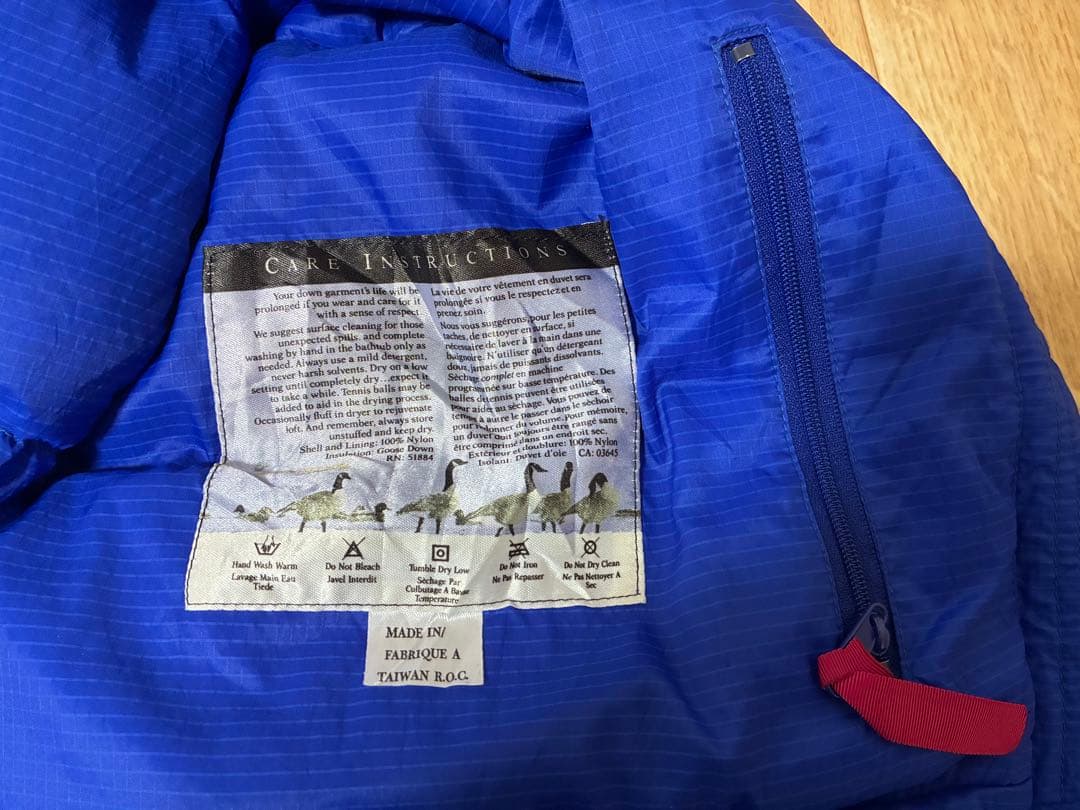 CARE INSTRUCTIONS
Your down garment's life will be
prolonged if you wear and care for it
with a sense of respect.
We suggest surface cleaning for those
unexpected spills, and complete
washing by hand in the bathtub only as
needed. Always use a mild detergent,
never harsh solvents. Dry on a low
setting until completely dry...expect it
to take a while. Tennis balls may be
added to aid in the drying process.
Occasionally fluff in dryer to rejuvenate
loft. And remember, always store
unstuffed and keep dry.
Shell and Lining: 100% Nylon
Insulation: Goose Down
RN: 51884
La vie de votre vêtement en duvet sera
prolongée si vous le respectez et en
prenez soin
Nous vous suggérons, pour les petites
taches, de nettoyer en surface, si
nécessaire de laver à la main dans une
baignoire. N'utiliser qu'un détergent
doux, jamais de puissants dissolvants.
Séchage complet en machine
programmée sur basse température. Des
balles de tennis peuvent être utilisées
pour aider au séchage. Vous pouvez de
temps à autre le passer dans le séchoir
pour redonner du volume. Pour mémoire,
un duvet doit toujours être rangé sans
être comprimé dans un endroit sec.
Extérieur et doublure: 100% Nylon
Isolant: Duvet d'oie CA: 03645
Hand Wash Warm
Lavage Main Eau
Tiede
Do Not Bleach
Javel Interdit
Tumble Dry Low
Séchage Par
Culbutage A Basse
Temperature
Do Not Iron
Ne Pas Repasser
Do Not Dry Clean
Ne Pas Nettoyer A
Sec
MADE IN/
FABRIQUE A
TAIWAN R.O.C.